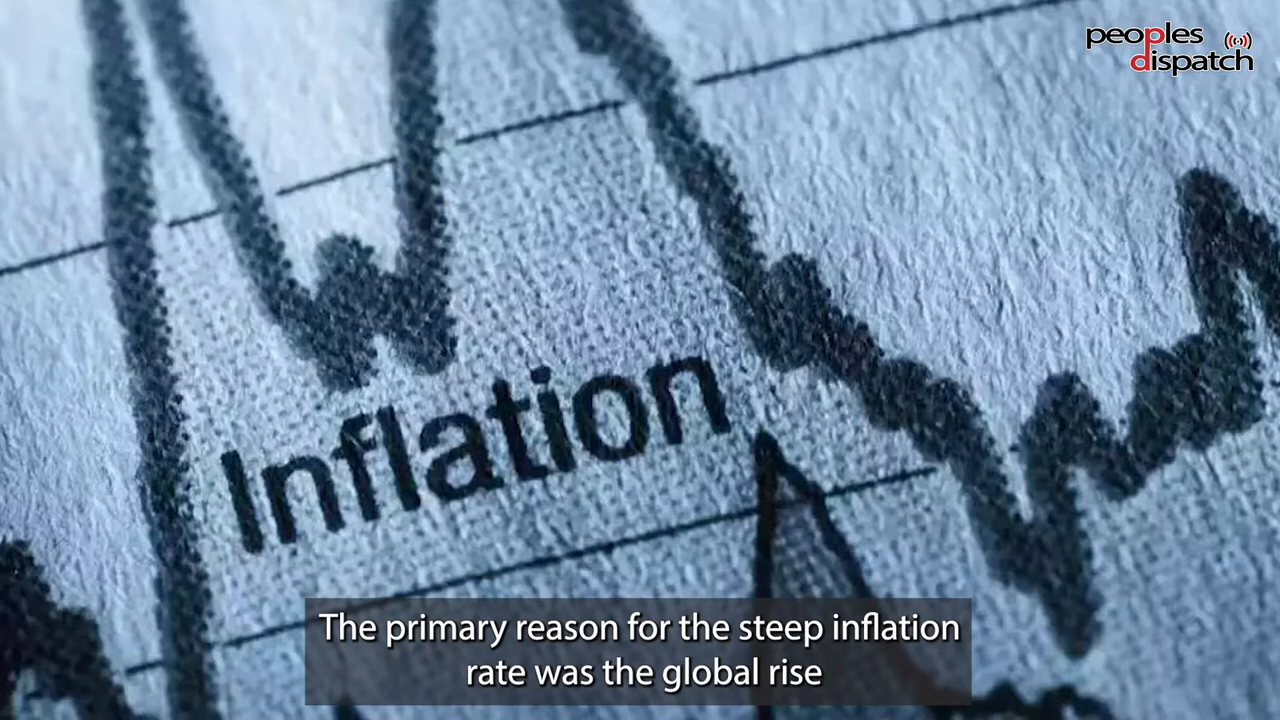 peoples
dispatch
Inflation
The primary reason for the steep inflation
rate was the global rise